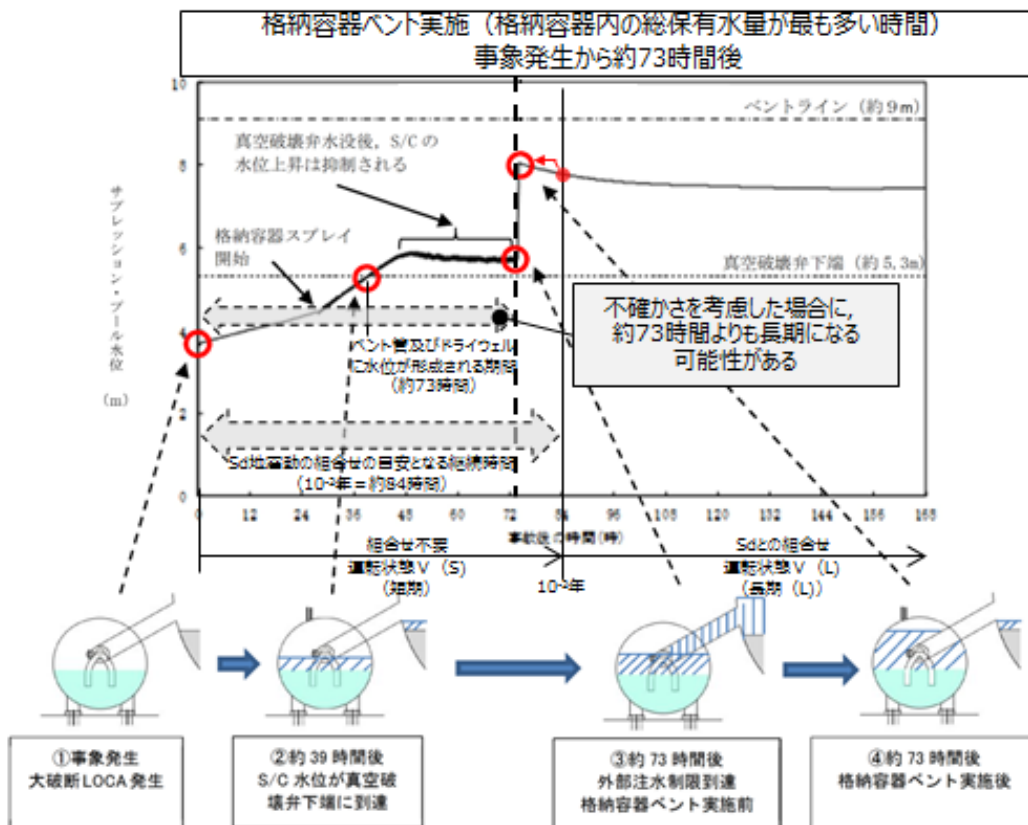 格納容器ベント実施（格納容器内の総保有水量が最も多い時間）
事象発生から約73時間後
10
ベントライン（約9m）
真空破壊弁水没後，S/Cの
水位上昇は抑制される
8
サプレッション・プール水位
（m）
格納容器スプレイ
開始
6
真空破壊弁下端（約5.3m）
不確かさを考慮した場合に，
約73時間よりも長期になる
可能性がある
4
ベント管及びドライウェル
に水位が形成される期間
（約73時間）
2
Sd地震動の組合せの目安となる継続時間
（10⁻²年＝約84時間）
0
0 12 24 36 48 60 72 84 96 108 120 132 144 156 168
事故後の時間(時)
組合せ不要
運転状態Ⅴ（S）
（短期）
10⁻²年
Sdとの組合せ
運転状態Ⅴ（L）
（長期（L））
①事象発生
大破断LOCA発生
②約39時間後
S/C水位が真空破
壊弁下端に到達
③約73時間後
外部注水制限到達
格納容器ベント実施前
④約73時間後
格納容器ベント実施後